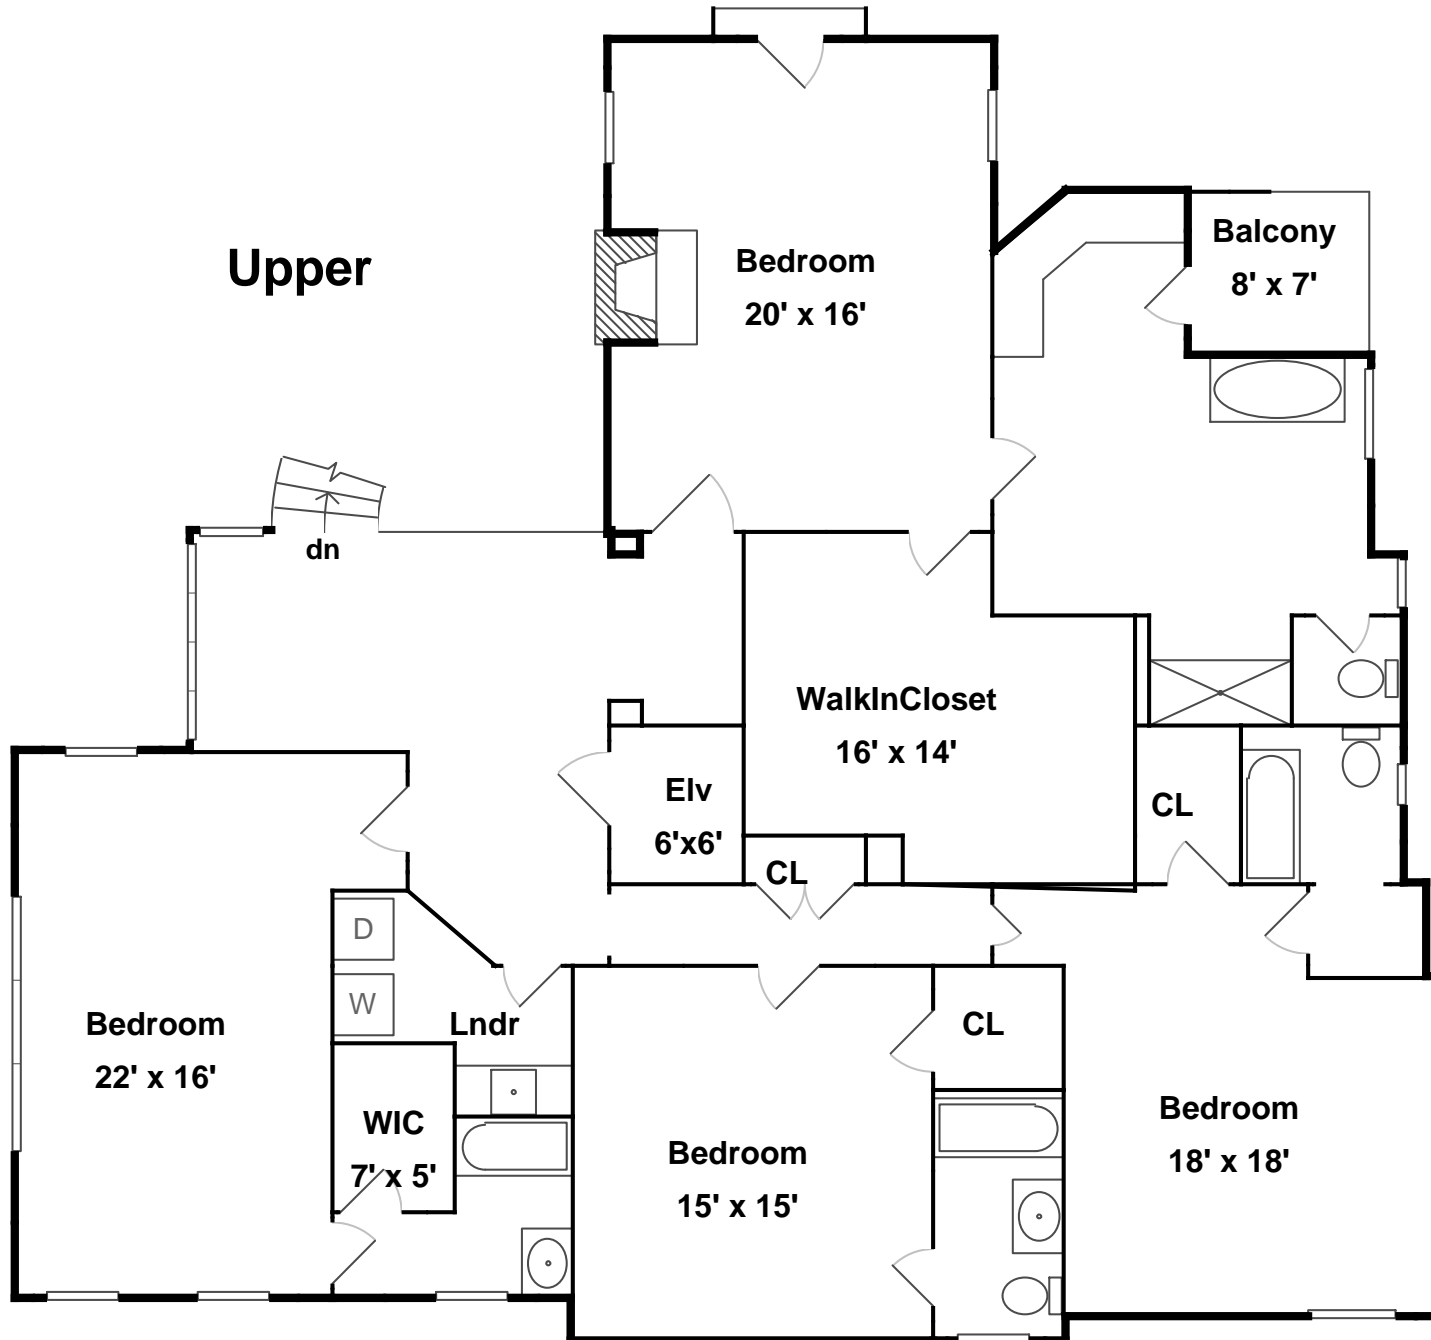 Upper
Bedroom
20' x 16'
Balcony
8' x 7'
dn
WalkInCloset
16' x 14'
Elv
6'x6'
CL
CL
D
W
Lndr
Bedroom
22' x 16'
WIC
7' x 5'
Bedroom
15' x 15'
CL
Bedroom
18' x 18'